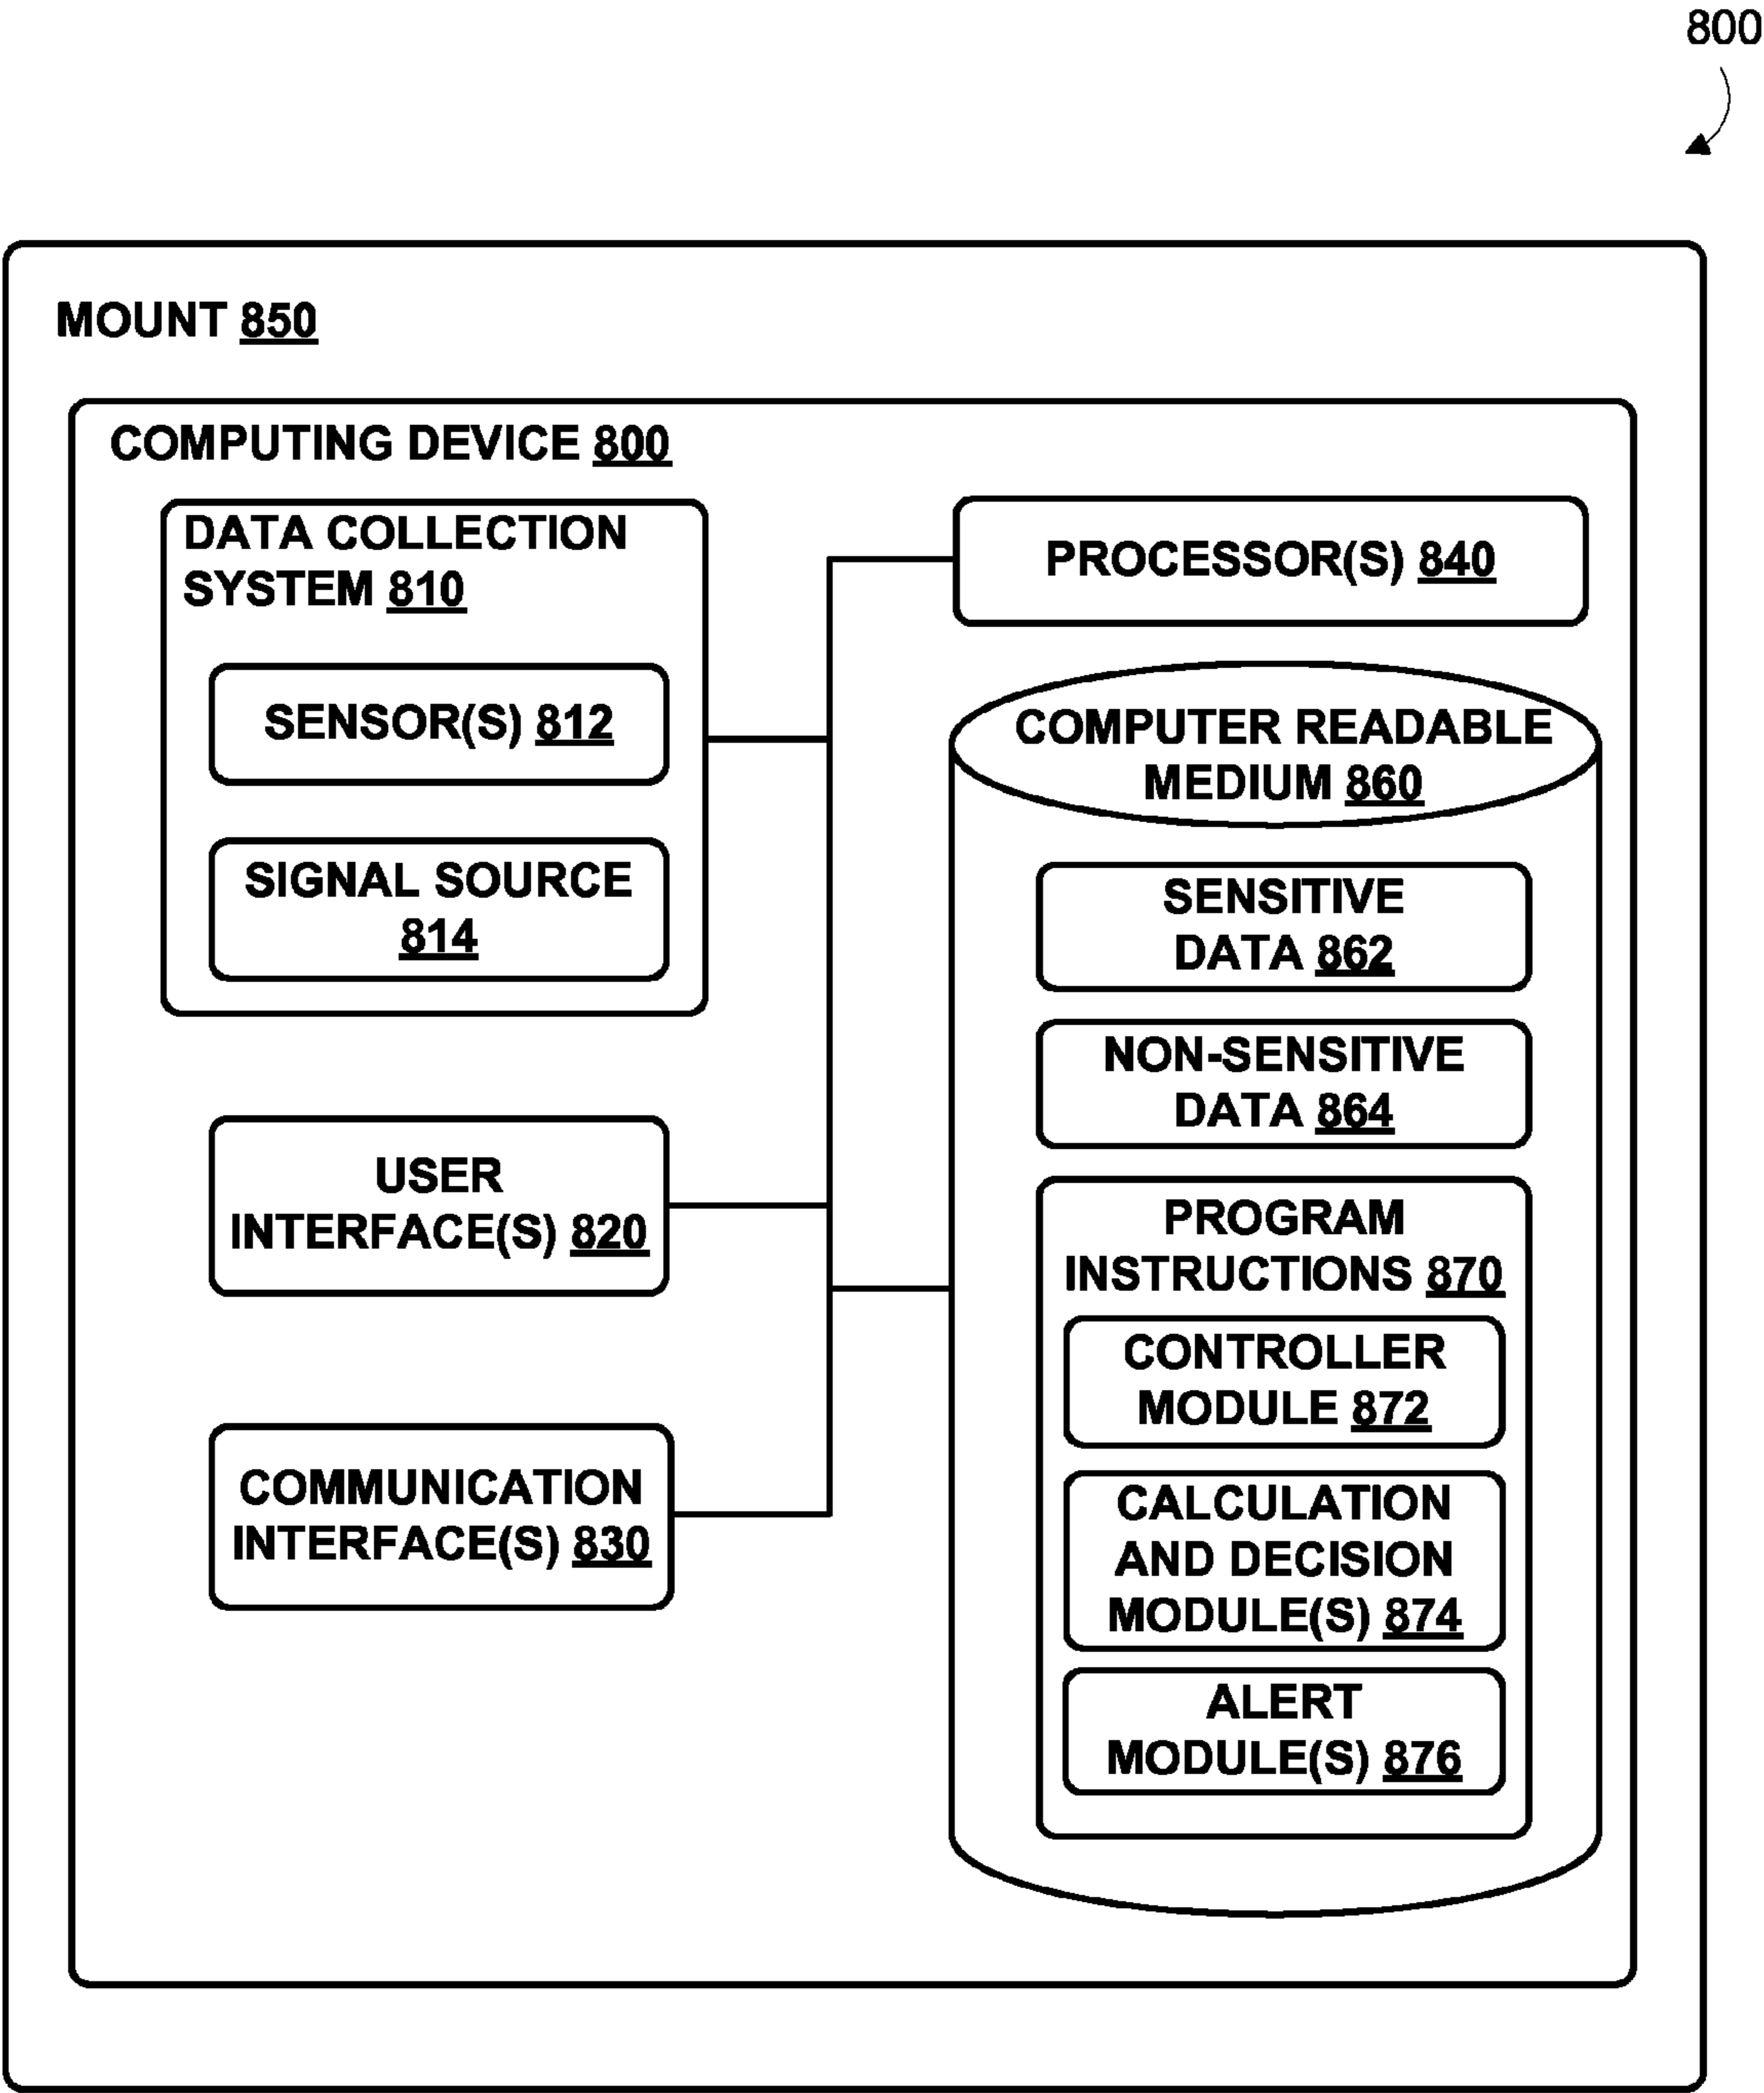 800
MOUNT 850
COMPUTING DEVICE 800
DATA COLLECTION
SYSTEM 810
SENSOR(S) 812
SIGNAL SOURCE
814
USER
INTERFACE(S) 820
COMMUNICATION
INTERFACE(S) 830
PROCESSOR(S) 840
COMPUTER READABLE
MEDIUM 860
SENSITIVE
DATA 862
NON-SENSITIVE
DATA 864
PROGRAM
INSTRUCTIONS 870
CONTROLLER
MODULE 872
CALCULATION
AND DECISION
MODULE(S) 874
ALERT
MODULE(S) 876